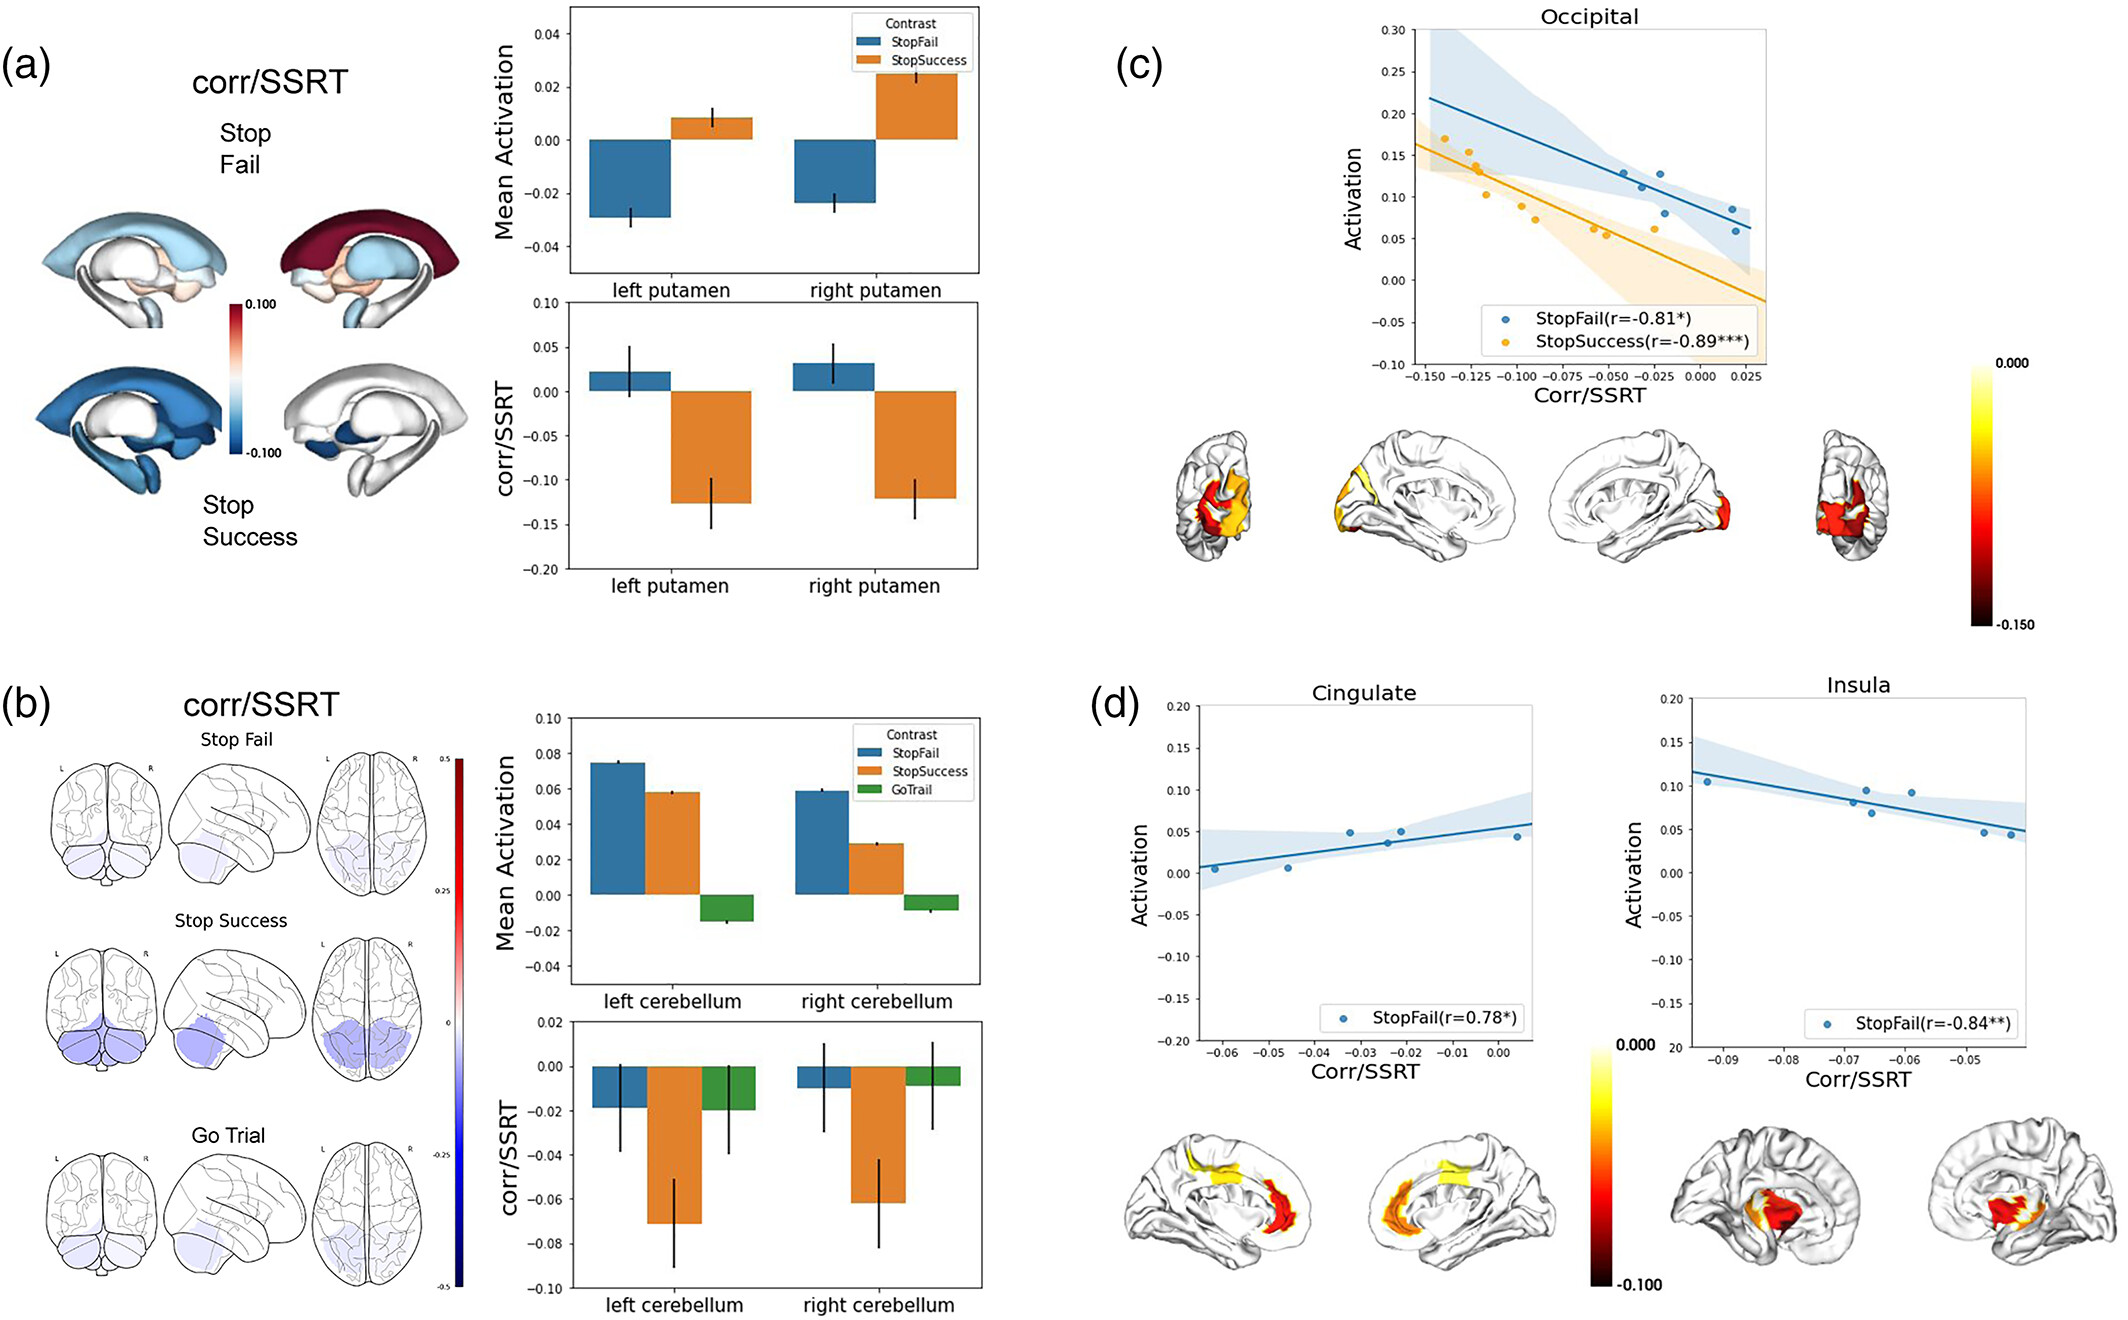 (a)
corr/SSRT
Stop
Fail
0.100
-0.100
Stop
Success
Mean Activation
0.04
0.02
0.00
−0.02
−0.04
Contrast
StopFail
StopSuccess
left putamen
right putamen
corr/SSRT
0.10
0.05
0.00
−0.05
−0.10
−0.15
−0.20
left putamen
right putamen
(b)
corr/SSRT
Stop Fail
L
R
L
R
Stop Success
L
R
L
R
Go Trial
L
R
L
R
0.5
0.25
0
-0.25
-0.5
Mean Activation
0.10
0.08
0.06
0.04
0.02
0.00
−0.02
−0.04
Contrast
StopFail
StopSuccess
GoTrail
left cerebellum
right cerebellum
corr/SSRT
0.02
0.00
−0.02
−0.04
−0.06
−0.08
−0.10
left cerebellum
right cerebellum
(c)
Occipital
Activation
0.30
0.25
0.20
0.15
0.10
0.05
0.00
−0.05
−0.10
StopFail(r=-0.81*)
StopSuccess(r=-0.89***)
−0.150 −0.125 −0.100 −0.075 −0.050 −0.025 0.000 0.025
Corr/SSRT
0.000
-0.150
(d)
Cingulate
Activation
0.20
0.15
0.10
0.05
0.00
−0.05
−0.10
−0.15
−0.20
StopFail(r=0.78*)
−0.06 −0.05 −0.04 −0.03 −0.02 −0.01 0.00
Corr/SSRT
Insula
Activation
0.20
0.15
0.10
0.05
0.00
−0.05
−0.10
−0.15
20
StopFail(r=-0.84**)
−0.09 −0.08 −0.07 −0.06 −0.05
Corr/SSRT
0.000
-0.100